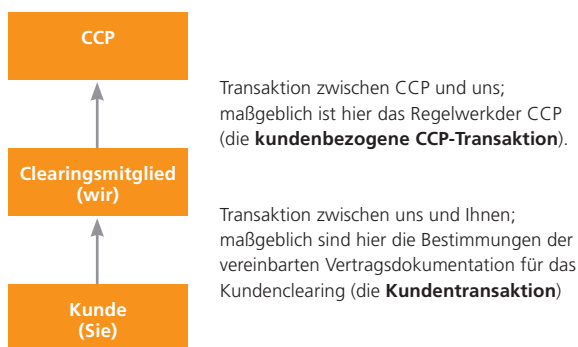 CCP
Transaktion zwischen CCP und uns;
maßgeblich ist hier das Regelwerkder CCP
(die kundenbezogene CCP-Transaktion).
Clearingsmitglied
(wir)
Transaktion zwischen uns und Ihnen;
maßgeblich sind hier die Bestimmungen der
vereinbarten Vertragsdokumentation für das
Kundenclearing (die Kundentransaktion)
Kunde
(Sie)